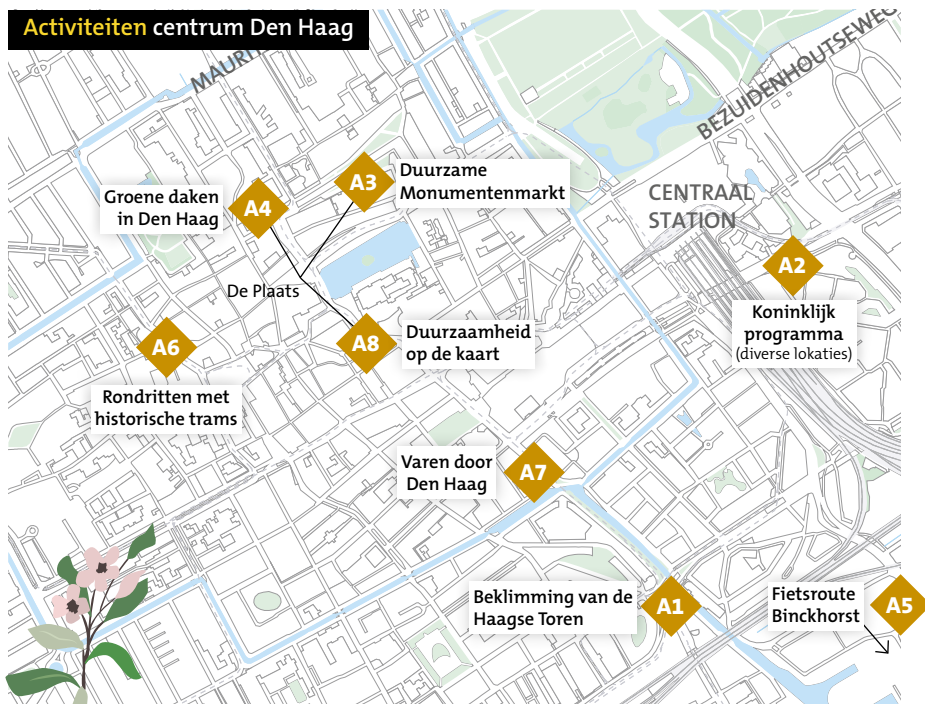 Activiteiten centrum Den Haag
MAURI
BEZUIDENHOUTSEWEG
CENTRAAL
STATION
A3
Duurzame
Monumentenmarkt
Groene daken
in Den Haag
A4
De Plaats
A2
Koninklijk
programma
(diverse lokaties)
A6
Rondritten met
historische trams
A8
Duurzaamheid
op de kaart
Varen door
Den Haag
A7
Beklimming van de
Haagse Toren
A1
Fietsroute
Binckhorst
A5